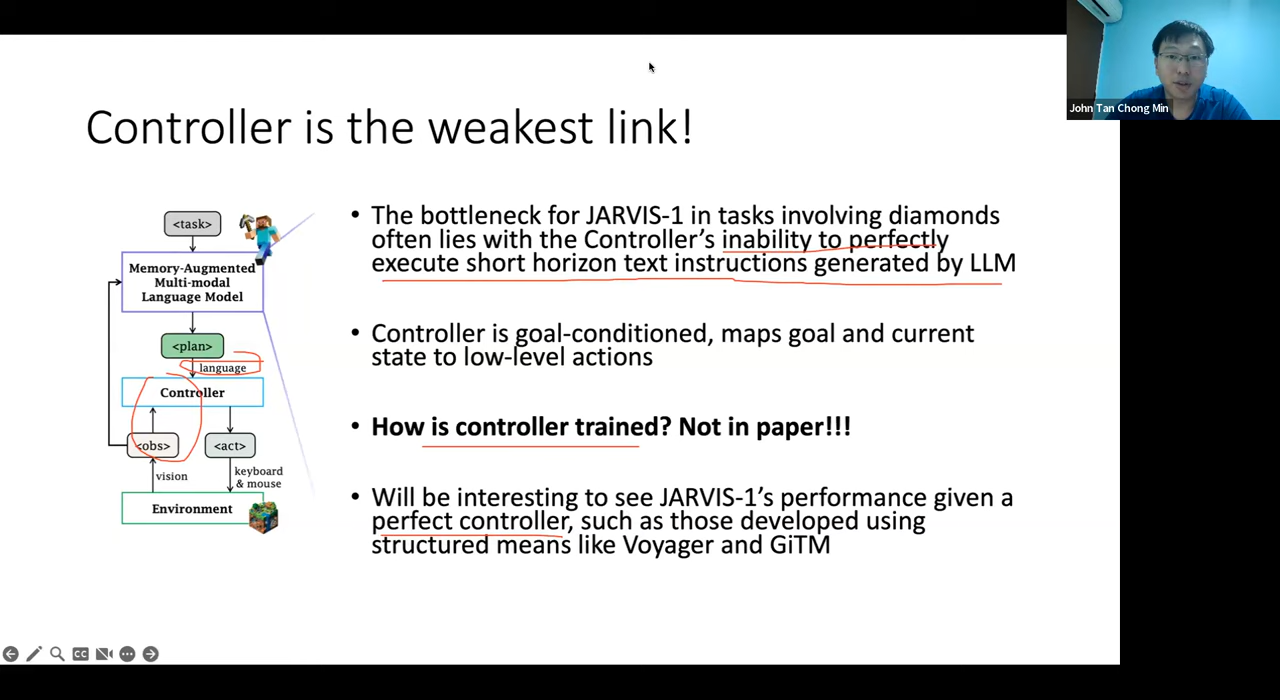 John Tan Chong Min
Controller is the weakest link!
<task>
Memory-Augmented
Multi-modal
Language Model
<plan>
language
Controller
<obs>
<act>
vision
keyboard
& mouse
Environment
• The bottleneck for JARVIS-1 in tasks involving diamonds
often lies with the Controller's inability to perfectly
execute short horizon text instructions generated by LLM
• Controller is goal-conditioned, maps goal and current
state to low-level actions
• How is controller trained? Not in paper!!!
• Will be interesting to see JARVIS-1's performance given a
perfect controller, such as those developed using
structured means like Voyager and GiTM
CC